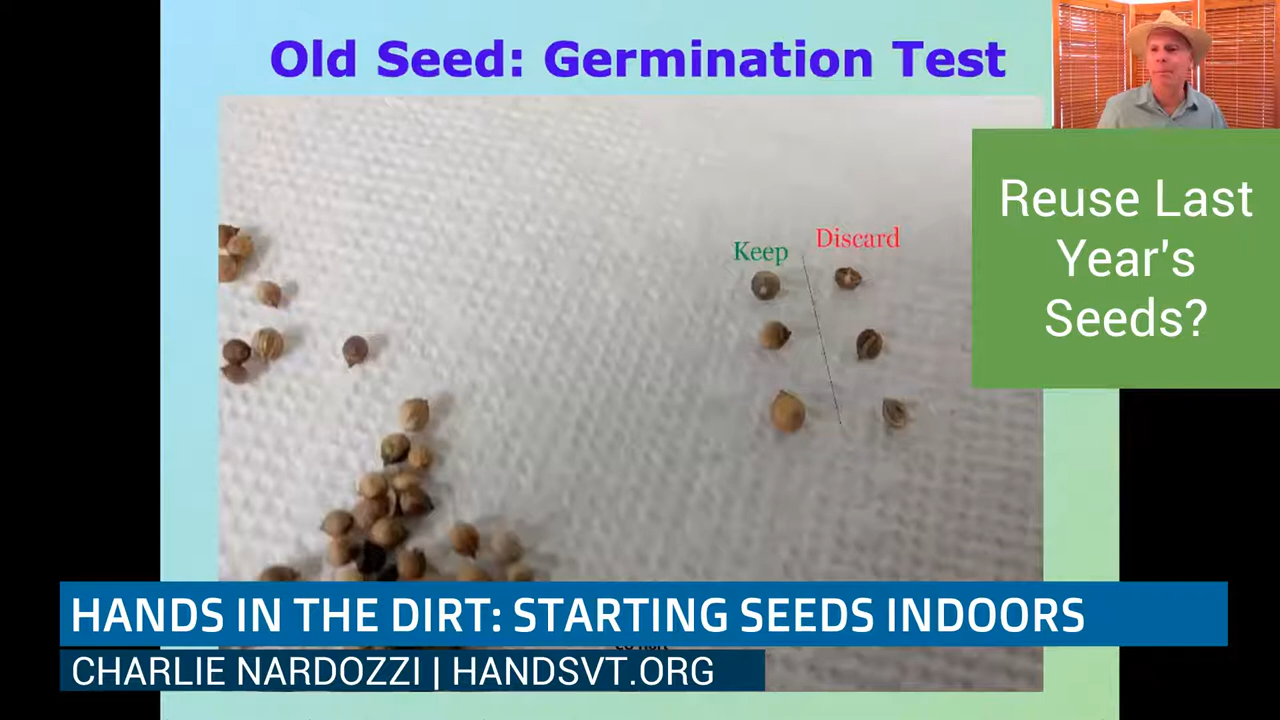 Old Seed: Germination Test
Reuse Last
Year's
Seeds?
Keep
Discard
HANDS IN THE DIRT: STARTING SEEDS INDOORS
CHARLIE NARDOZZI | HANDSVT.ORG